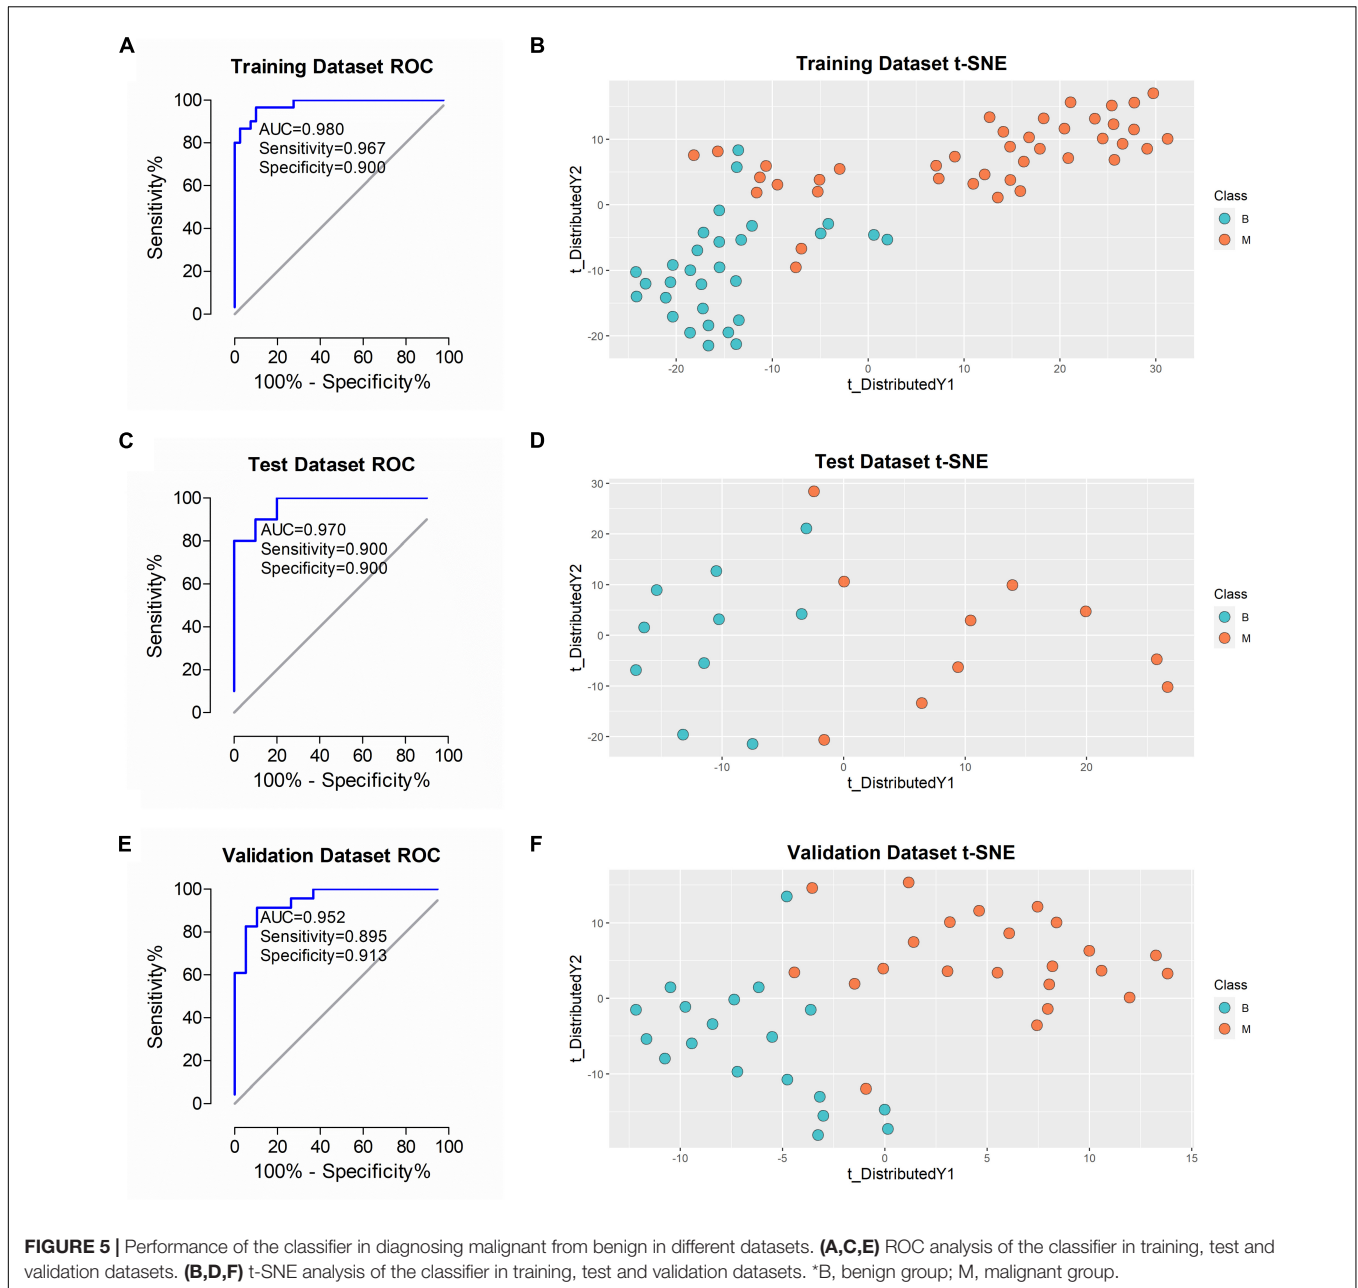 A
Training Dataset ROC
100
80
60
40
20
0
Sensitivity%
AUC=0.980
Sensitivity=0.967
Specificity=0.900
0 20 40 60 80 100
100% - Specificity%
B
Training Dataset t-SNE
10
0
-10
-20
t_DistributedY2
-20 -10 0 10 20 30
t_DistributedY1
Class
B
M
C
Test Dataset ROC
100
80
60
40
20
0
Sensitivity%
AUC=0.970
Sensitivity=0.900
Specificity=0.900
0 20 40 60 80 100
100% - Specificity%
D
Test Dataset t-SNE
30
20
10
0
-10
-20
t_DistributedY2
-10 0 10 20
t_DistributedY1
Class
B
M
E
Validation Dataset ROC
100
80
60
40
20
0
Sensitivity%
AUC=0.952
Sensitivity=0.895
Specificity=0.913
0 20 40 60 80 100
100% - Specificity%
F
Validation Dataset t-SNE
10
0
-10
t_DistributedY2
-10 -5 0 5 10 15
t_DistributedY1
Class
B
M
FIGURE 5 | Performance of the classifier in diagnosing malignant from benign in different datasets. (A,C,E) ROC analysis of the classifier in training, test and
validation datasets. (B,D,F) t-SNE analysis of the classifier in training, test and validation datasets. *B, benign group; M, malignant group.